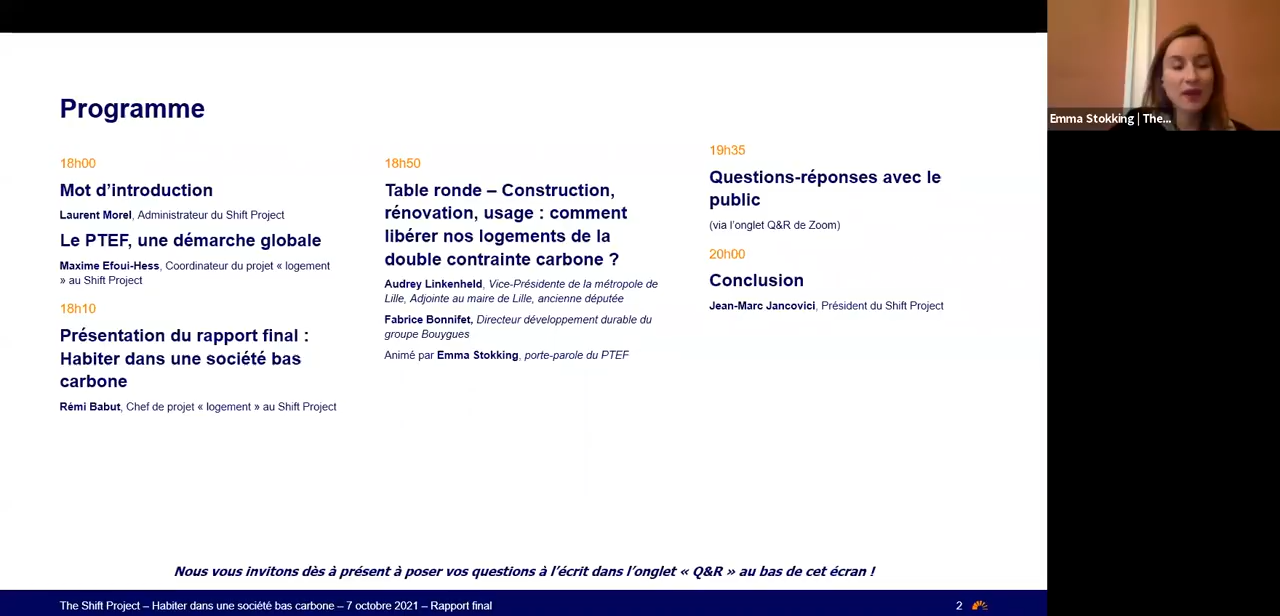 Programme
18h00
Mot d’introduction
Laurent Morel, Administrateur du Shift Project
Le PTEF, une démarche globale
Maxime Efoui-Hess, Coordinateur du projet « logement
» au Shift Project
18h10
Présentation du rapport final :
Habiter dans une société bas
carbone
Rémi Babut, Chef de projet « logement » au Shift Project
18h50
Table ronde – Construction,
rénovation, usage : comment
libérer nos logements de la
double contrainte carbone ?
Audrey Linkenheld, Vice-Présidente de la métropole de
Lille, Adjointe au maire de Lille, ancienne députée
Fabrice Bonnifet, Directeur développement durable du
groupe Bouygues
Animé par Emma Stokking, porte-parole du PTEF
19h35
Questions-réponses avec le
public
(via l’onglet Q&R de Zoom)
20h00
Conclusion
Jean-Marc Jancovici, Président du Shift Project
Nous vous invitons dès à présent à poser vos questions à l’écrit dans l’onglet « Q&R » au bas de cet écran !
The Shift Project – Habiter dans une société bas carbone – 7 octobre 2021 – Rapport final
2
Emma Stokking | The...